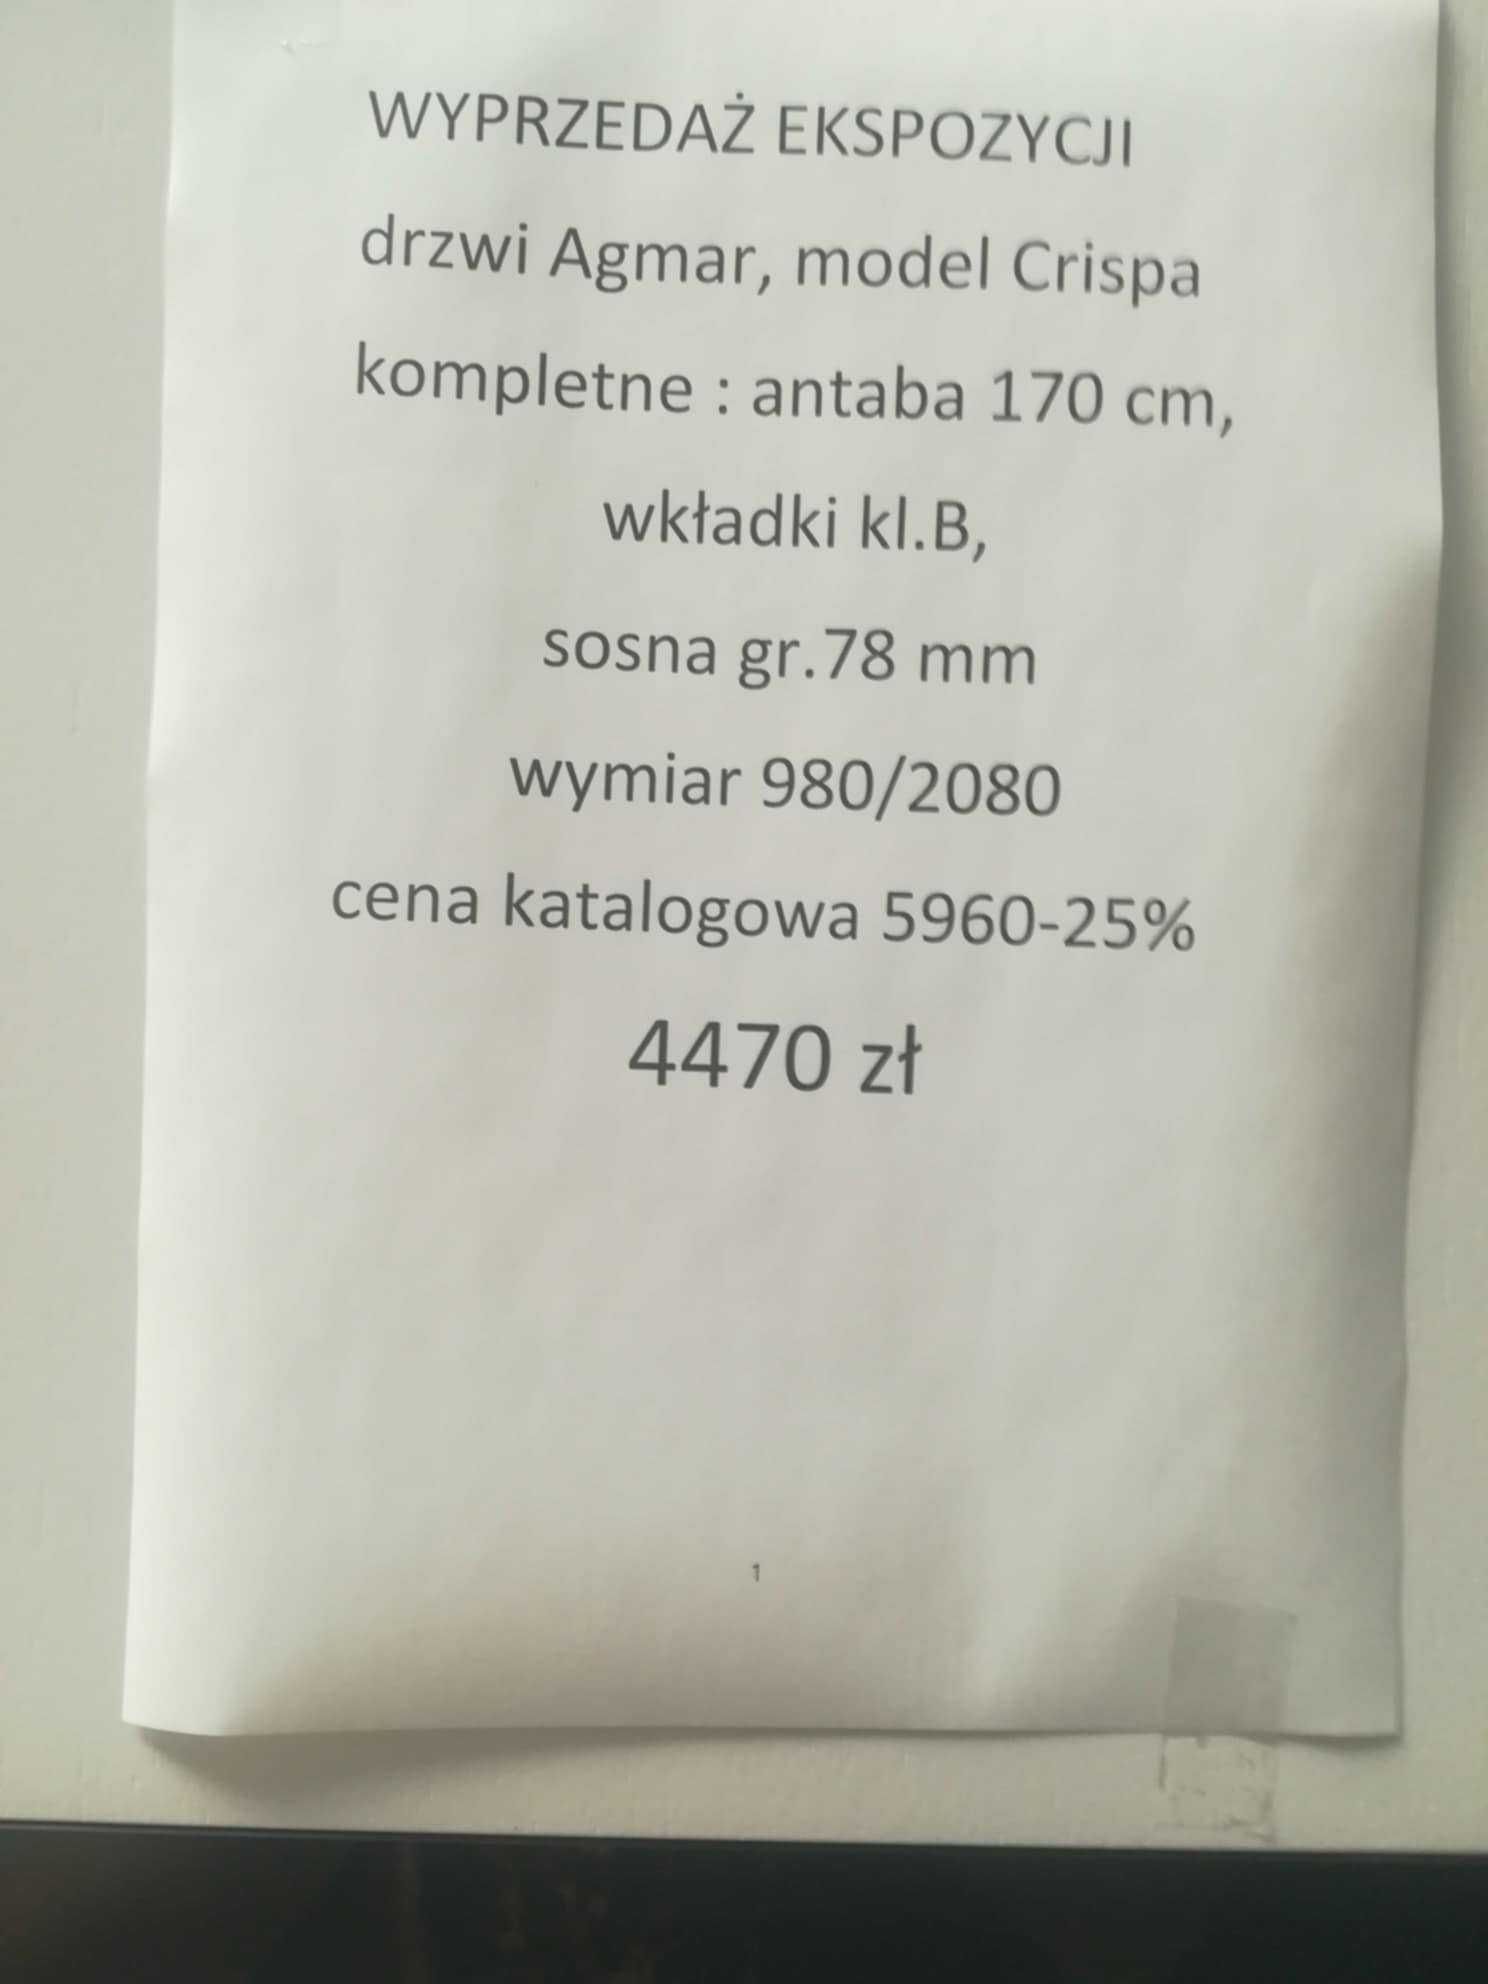 WYPRZEDAŻ EKSPOZYCJI
drzwi Agmar, model Crispa
kompletne : antaba 170 cm,
wkładki kl.B,
sosna gr.78 mm
wymiar 980/2080
cena katalogowa 5960-25%
4470 zł
1